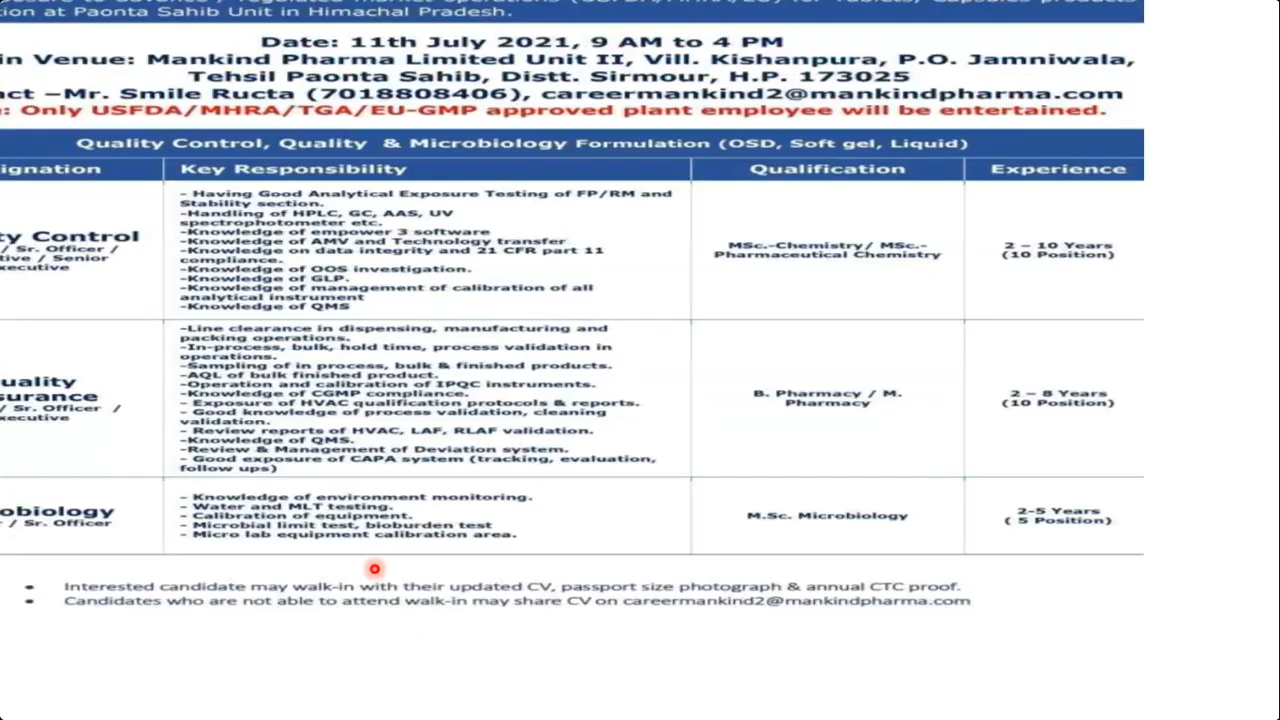 tion at Paonta Sahib Unit in Himachal Pradesh.
Date: 11th July 2021, 9 AM to 4 PM
in Venue: Mankind Pharma Limited Unit II, Vill. Kishanpura, P.O. Jamniwala,
Tehsil Paonta Sahib, Distt. Sirmour, H.P. 173025
act –Mr. Smile Ructa (7018808406), careermankind2@mankindpharma.com
e: Only USFDA/MHRA/TGA/EU-GMP approved plant employee will be entertained.
Quality Control, Quality & Microbiology Formulation (OSD, Soft gel, Liquid)
ignation Key Responsibility Qualification Experience
- Having Good Analytical Exposure Testing of FP/RM and
Stability section.
-Handling of HPLC, GC, AAS, UV
spectrophotometer etc.
-Knowledge of empower 3 software
-Knowledge of AMV and Technology transfer
-Knowledge on data integrity and 21 CFR part 11
compliance.
-Knowledge of OOS investigation.
-Knowledge of GLP.
-Knowledge of management of calibration of all
analytical instrument
-Knowledge of QMS
ty Control
/ Sr. Officer /
tive / Senior
xecutive
MSc.-Chemistry/ MSc.-
Pharmaceutical Chemistry
2 – 10 Years
(10 Position)
uality
surance
/ Sr. Officer /
xecutive
-Line clearance in dispensing, manufacturing and
packing operations.
-In-process, bulk, hold time, process validation in
operations.
-Sampling of in process, bulk & finished products.
-AQL of bulk finished product.
-Operation and calibration of IPQC instruments.
-Knowledge of CGMP compliance.
- Exposure of HVAC qualification protocols & reports.
- Good knowledge of process validation, cleaning
validation.
- Review reports of HVAC, LAF, RLAF validation.
-Knowledge of QMS.
-Review & Management of Deviation system.
- Good exposure of CAPA system (tracking, evaluation,
follow ups)
B. Pharmacy / M.
Pharmacy
2 – 8 Years
(10 Position)
obiology
/ Sr. Officer
- Knowledge of environment monitoring.
- Water and MLT testing.
- Calibration of equipment.
- Microbial limit test, bioburden test
- Micro lab equipment calibration area.
M.Sc. Microbiology
2-5 Years
( 5 Position)
• Interested candidate may walk-in with their updated CV, passport size photograph & annual CTC proof.
• Candidates who are not able to attend walk-in may share CV on careermankind2@mankindpharma.com